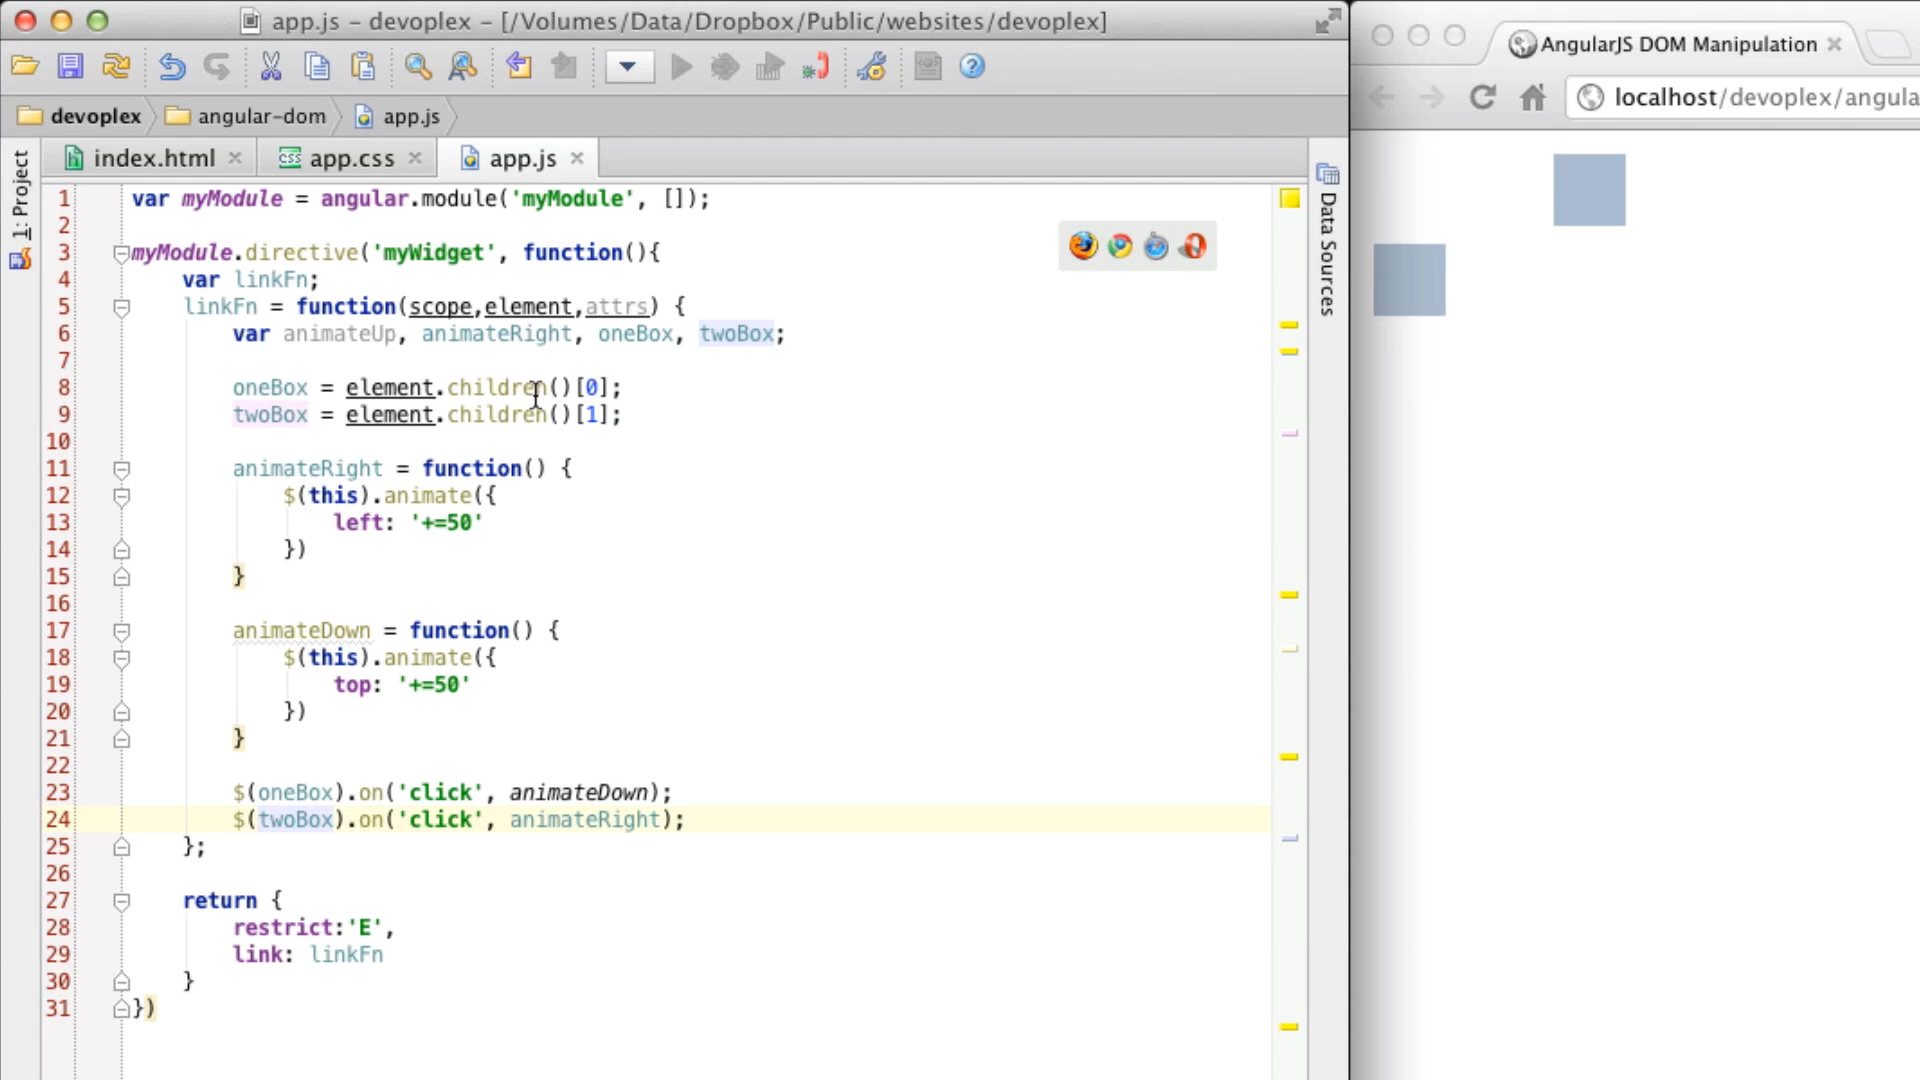 app.js – devoplex – [/Volumes/Data/Dropbox/Public/websites/devoplex]
devoplex
angular-dom
app.js
1: Project
index.html
app.css
app.js
1 var myModule = angular.module('myModule', []);
2
3 myModule.directive('myWidget', function(){
4 var linkFn;
5 linkFn = function(scope,element,attrs) {
6 var animateUp, animateRight, oneBox, twoBox;
7
8 oneBox = element.children()[0];
9 twoBox = element.children()[1];
10
11 animateRight = function() {
12 $(this).animate({
13 left: '+=50'
14 })
15 }
16
17 animateDown = function() {
18 $(this).animate({
19 top: '+=50'
20 })
21 }
22
23 $(oneBox).on('click', animateDown);
24 $(twoBox).on('click', animateRight);
25 };
26
27 return {
28 restrict:'E',
29 link: linkFn
30 }
31 })
Data Sources
AngularJS DOM Manipulation
localhost/devoplex/angula